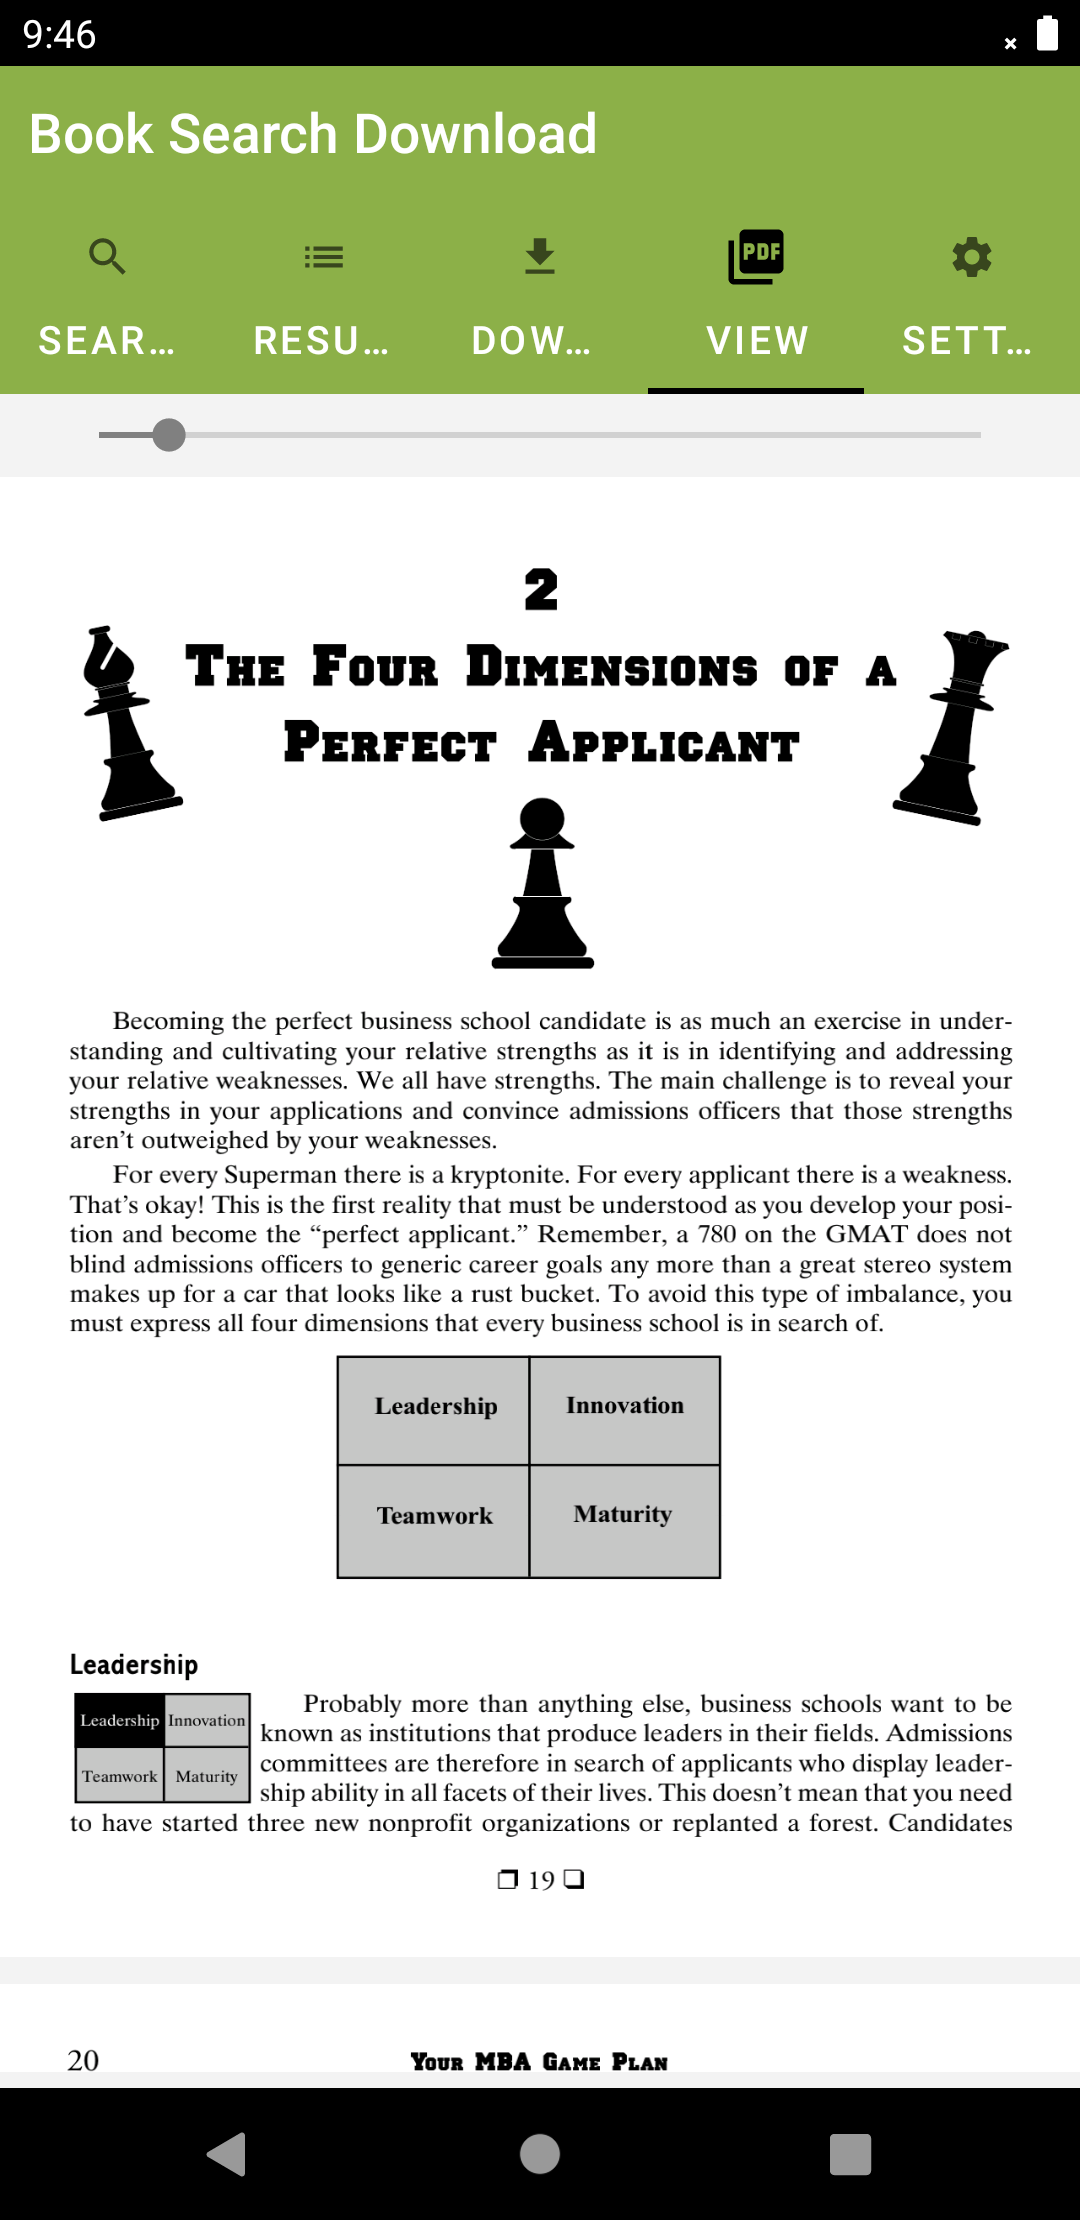 9:46
Book Search Download
PDF
SEAR...
RESU...
DOW...
VIEW
SETT...
2
The Four Dimensions of a
Perfect Applicant
Becoming the perfect business school candidate is as much an exercise in under-
standing and cultivating your relative strengths as it is in identifying and addressing
your relative weaknesses. We all have strengths. The main challenge is to reveal your
strengths in your applications and convince admissions officers that those strengths
aren't outweighed by your weaknesses.
For every Superman there is a kryptonite. For every applicant there is a weakness.
That's okay! This is the first reality that must be understood as you develop your posi-
tion and become the “perfect applicant.” Remember, a 780 on the GMAT does not
blind admissions officers to generic career goals any more than a great stereo system
makes up for a car that looks like a rust bucket. To avoid this type of imbalance, you
must express all four dimensions that every business school is in search of.
Leadership Innovation
Teamwork Maturity
Leadership
Leadership Innovation
Teamwork Maturity
Probably more than anything else, business schools want to be
known as institutions that produce leaders in their fields. Admissions
committees are therefore in search of applicants who display leader-
ship ability in all facets of their lives. This doesn't mean that you need
to have started three new nonprofit organizations or replanted a forest. Candidates
❒ 19 ❏
20 Your MBA Game Plan